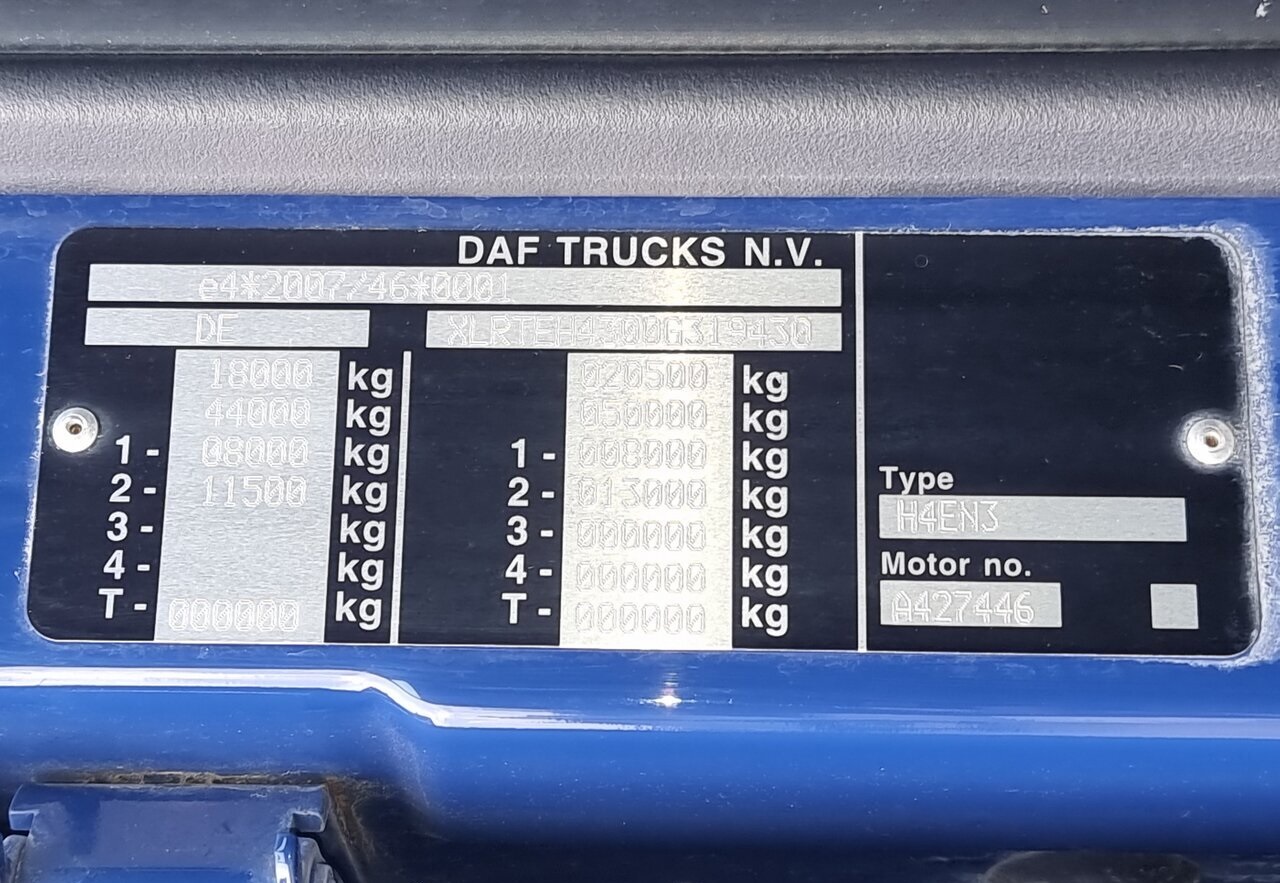 DAF TRUCKS N.V.
e4*2007/46*0001
DE XLRTEH4300G319430
18000 kg 020500 kg
44000 kg 050000 kg
1 - 08000 kg 1 - 008000 kg
2 - 11500 kg 2 - 013000 kg
3 - kg 3 - 000000 kg
4 - kg 4 - 000000 kg
T - 000000 kg T - 000000 kg
Type
H4EN3
Motor no.
A427446